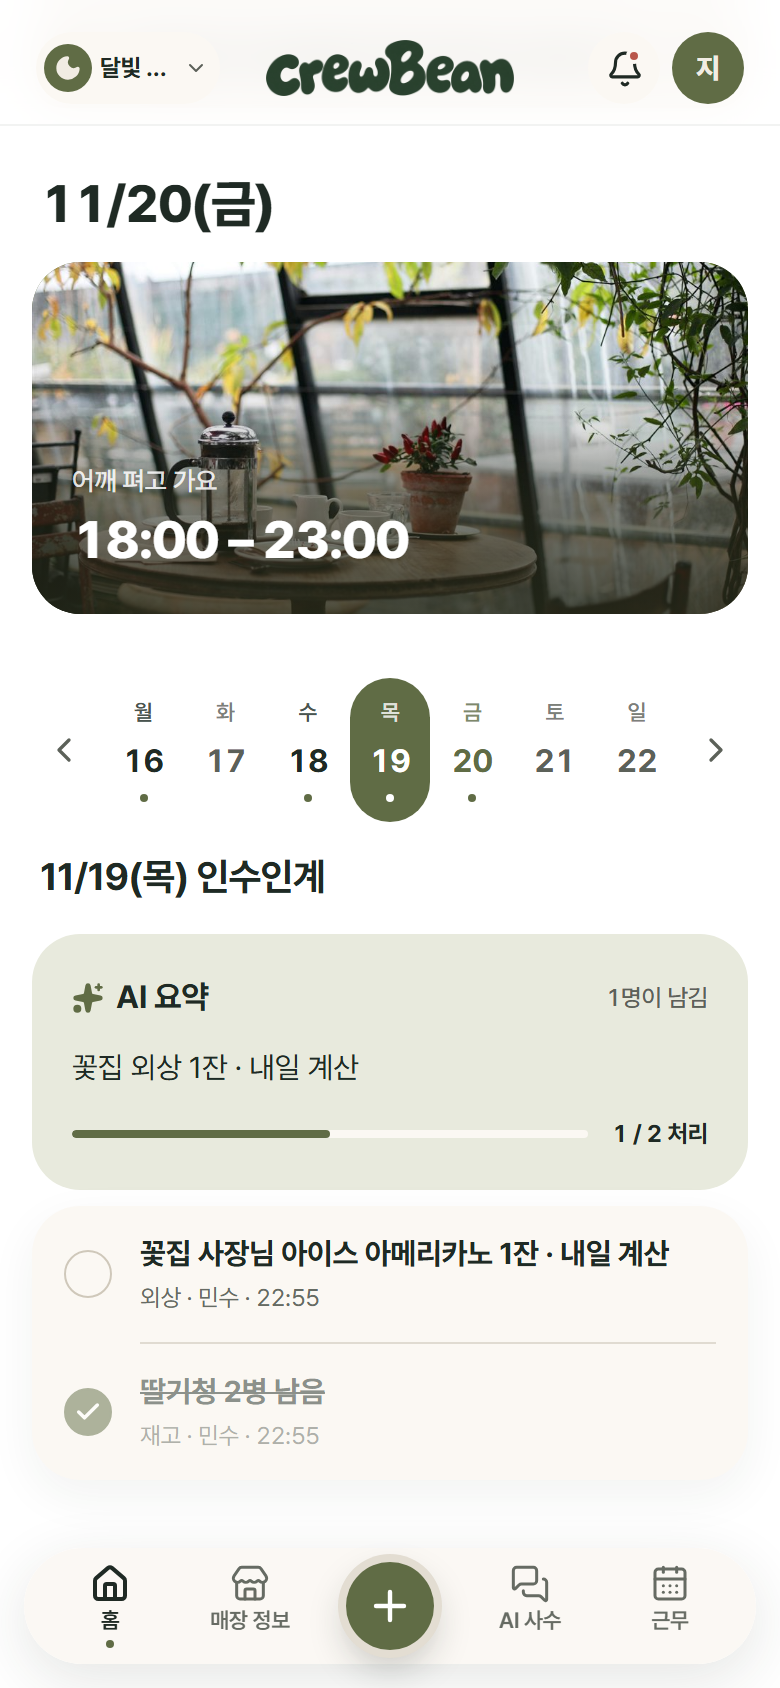 달빛 ...
crewBean
지
11/20(금)
어깨 펴고 가요
18:00 – 23:00
월 화 수 목 금 토 일
16 17 18 19 20 21 22
11/19(목) 인수인계
AI 요약
1명이 남김
꽃집 외상 1잔 · 내일 계산
1 / 2 처리
꽃집 사장님 아이스 아메리카노 1잔 · 내일 계산
외상 · 민수 · 22:55
딸기청 2병 남음
재고 · 민수 · 22:55
홈
매장 정보
AI 사수
근무